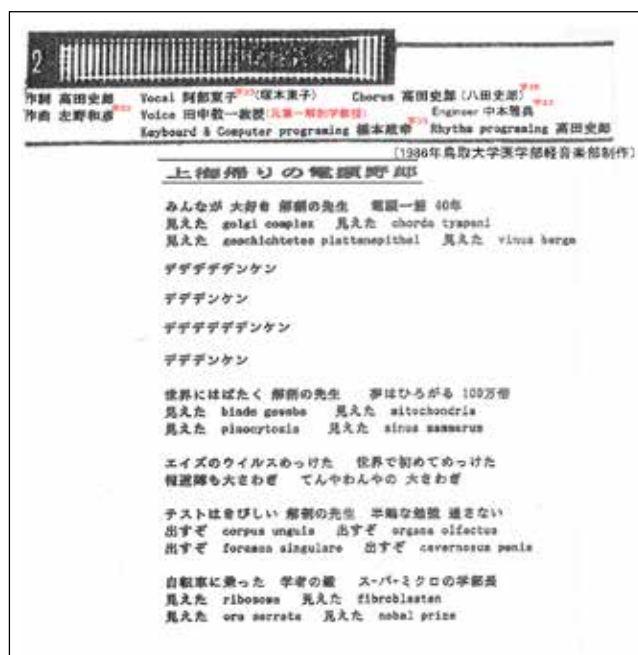 2
作詞 高田史郎 Vocal 阿部恵子(塚本恵子) Chorus 高田史郎(八田史郎)
作曲 左野和彦 Voice 田中敬一教授(元第一解剖学教授) Engineer 中本雅典
Keyboard & Computer programing 橋本政幸 Rhythm programing 高田史郎
(1986年鳥取大学医学部軽音楽部制作)
上海帰りの電顕野郎
みんなが 大好き 解剖の先生 電顕一筋 40年
見えた golgi complex 見えた chorda tympani
見えた geschichtetes plattenepithel 見えた vinus berge
デデデデデンケン
デデデンケン
デデデデデデンケン
デデデンケン
世界にはばたく 解剖の先生 夢はひろがる 100万倍
見えた binde gewebe 見えた mitochondria
見えた pinocytosis 見えた sinus mammarum
エイズのウイルスめっけた 世界で初めてめっけた
報道陣も大さわぎ てんやわんやの 大さわぎ
テストはきびしい 解剖の先生 半端な勉強 通さない
出すぞ corpus unguis 出すぞ organa olfactus
出すぞ foramen singulare 出すぞ cavernosus penis
自転車に乗った 学者の鑑 スーパーミクロの学部長
見えた ribosome 見えた fibroblasten
見えた ora serrata 見えた nobel prize